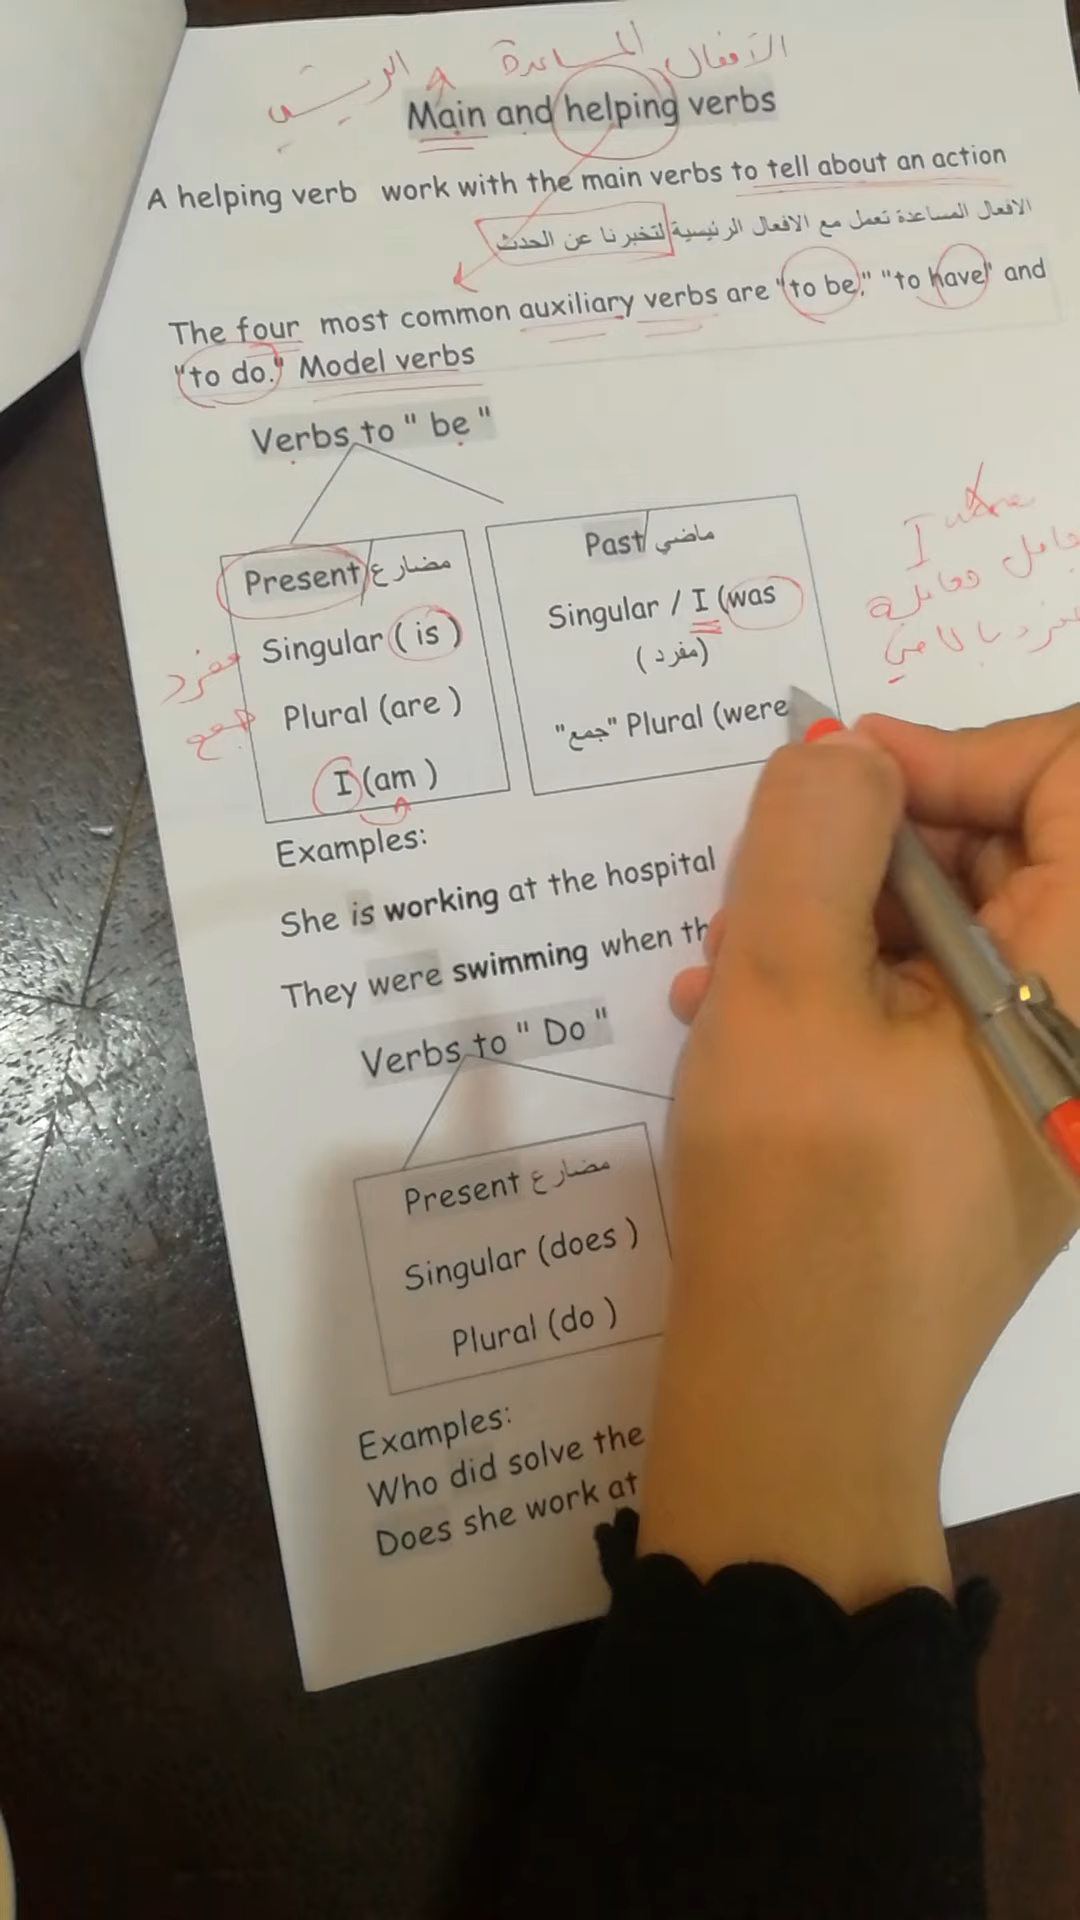 الأفعال المساعدة
Main and helping verbs
A helping verb work with the main verbs to tell about an action
الافعال المساعدة تعمل مع الافعال الرئيسية لتخبرنا عن الحدث
The four most common auxiliary verbs are "to be," "to have" and
"to do." Model verbs
Verbs to " be "
Present مضارع
Singular ( is )
مفرد
Plural (are )
جمع
I (am )
Past ماضي
Singular / I (was
(مفرد )
"جمع" Plural (were
I were
Examples:
She is working at the hospital
They were swimming when th
Verbs to " Do "
Present مضارع
Singular (does )
Plural (do )
Examples:
Who did solve the
Does she work at